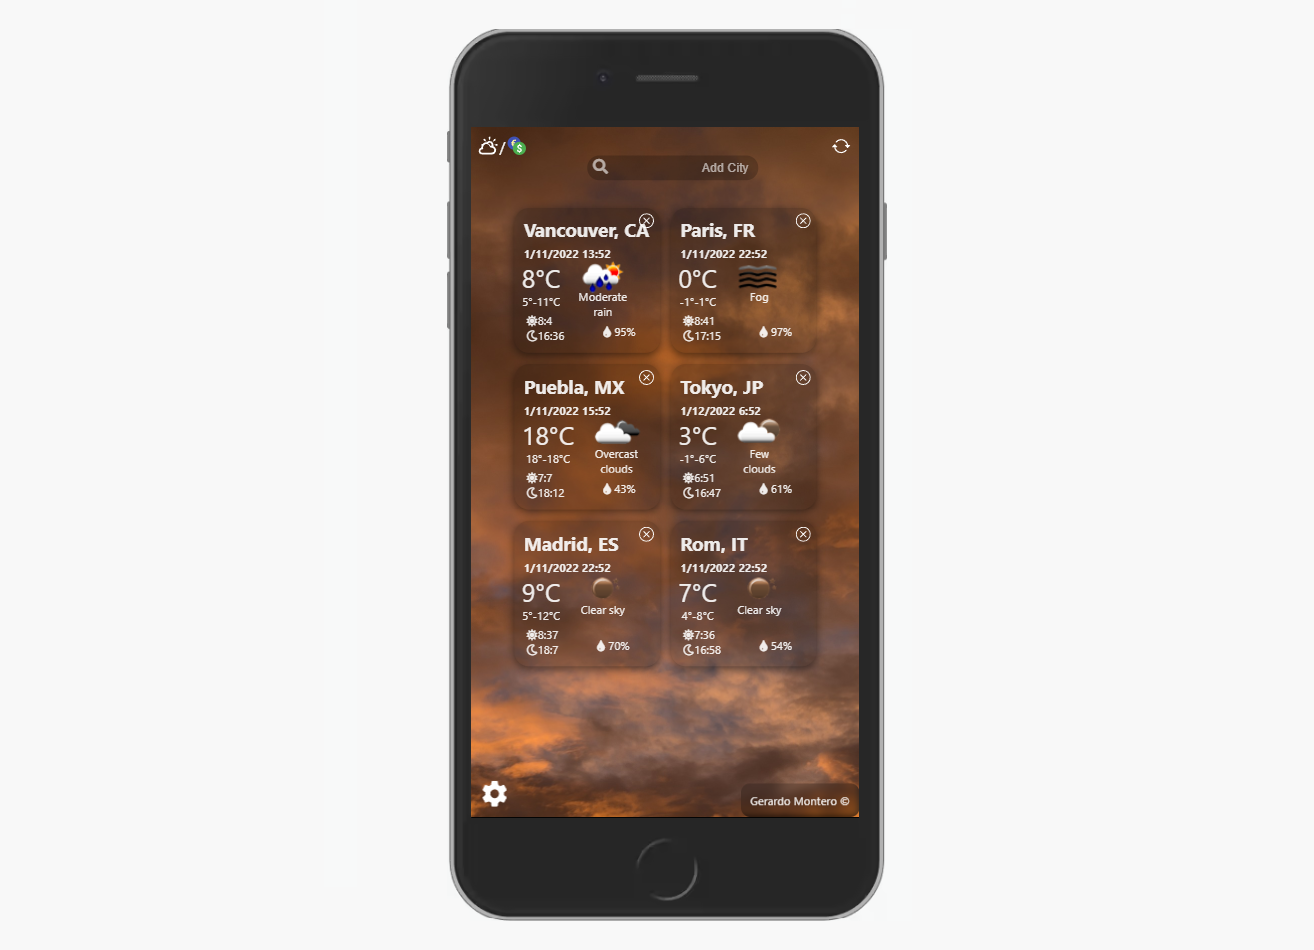 /
Add City
Vancouver, CA
1/11/2022 13:52
8°C
5°-11°C
Moderate
rain
8:4
16:36
95%
Paris, FR
1/11/2022 22:52
0°C
-1°-1°C
Fog
8:41
17:15
97%
Puebla, MX
1/11/2022 15:52
18°C
18°-18°C
Overcast
clouds
7:7
18:12
43%
Tokyo, JP
1/12/2022 6:52
3°C
-1°-6°C
Few
clouds
6:51
16:47
61%
Madrid, ES
1/11/2022 22:52
9°C
5°-12°C
Clear sky
8:37
18:7
70%
Rom, IT
1/11/2022 22:52
7°C
4°-8°C
Clear sky
7:36
16:58
54%
Gerardo Montero ©